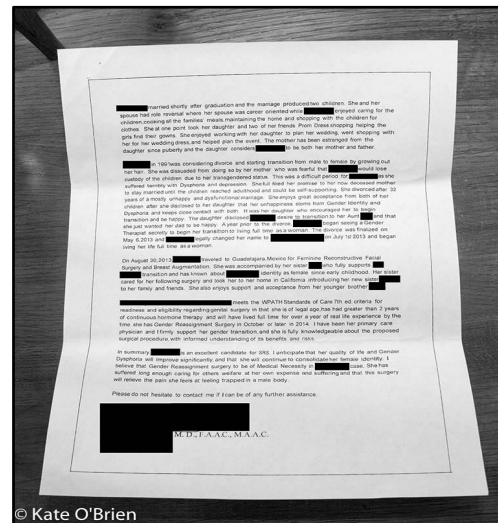 married shortly after graduation and the marriage produced two children. She and her
spouse had role reversal where her spouse was career oriented while enjoyed caring for the
children,cooking all the families' meals,maintaining the home and shopping with the children for
clothes. She at one point took her daughter and two of her friends Prom Dress shopping helping the
girls find their gowns. She enjoyed working with her daughter to plan her wedding, went shopping with
her for her wedding dress,and helped plan the event. The mother has been estranged from the
daughter since puberty and the daughter considers to be both her mother and father.
in 1991was considering divorce and starting transition from male to female by growing out
her hair. She was dissuaded from doing so by her mother who was fearful that would lose
custody of the children due to her transgendered status. This was a difficult period for as she
suffered terribly with Dysphoria and depression. She fulfilled her promise to her now deceased mother
to stay married until the children reached adulthood and could be self-supporting. She divorced after 32
years of a mostly unhappy and dysfunctional marriage. She enjoys great acceptance from both of her
children after she disclosed to her daughter that her unhappiness stems from Gender Identity and
Dysphoria and keeps close contact with both. It was her daughter who encouraged her to begin
transition and be happy. The daughter disclosed desire to transition to her Aunt and that
she just wanted her dad to be happy. A year prior to the divorce, began seeing a Gender
Therapist secretly to begin her transition to living full time as a woman. The divorce was finalized on
May 6,2013 and legally changed her name to on July 1st 2013 and began
living her life full time as a woman.
On August 30,2013 traveled to Guadalajara,Mexico for Feminine Reconstructive Facial
Surgery and Breast Augmentation. She was accompanied by her sister who fully supports
transition and has known about identity as female since early childhood. Her sister
cared for her following surgery and took her to her home in California introducing her new sister
to her family and friends. She also enjoys support and acceptance from her younger brother
meets the WPATH Standards of Care 7th ed. criteria for
readiness and eligibility regarding genital surgery in that she is of legal age,has had greater than 2 years
of continuous hormone therapy and will have lived full time for over a year of real life experience by the
time she has Gender Reassignment Surgery in October or later in 2014. I have been her primary care
physician and I firmly support her gender transition,and she is fully knowledgeable about the proposed
surgical procedure,with informed understanding of its benefits and risks.
In summary is an excellent candidate for SRS. I anticipate that her quality of life and Gender
Dysphoria will improve significantly, and that she will continue to consolidate her female identity. I
believe that Gender Reassignment surgery to be of Medical Necessity in case. She has
suffered long enough caring for others welfare at her own expense and suffering and that this surgery
will relieve the pain she feels at feeling trapped in a male body.
Please do not hesitate to contact me if I can be of any further assistance.
M. D., F.A.A.C., M.A.A.C.
© Kate O'Brien